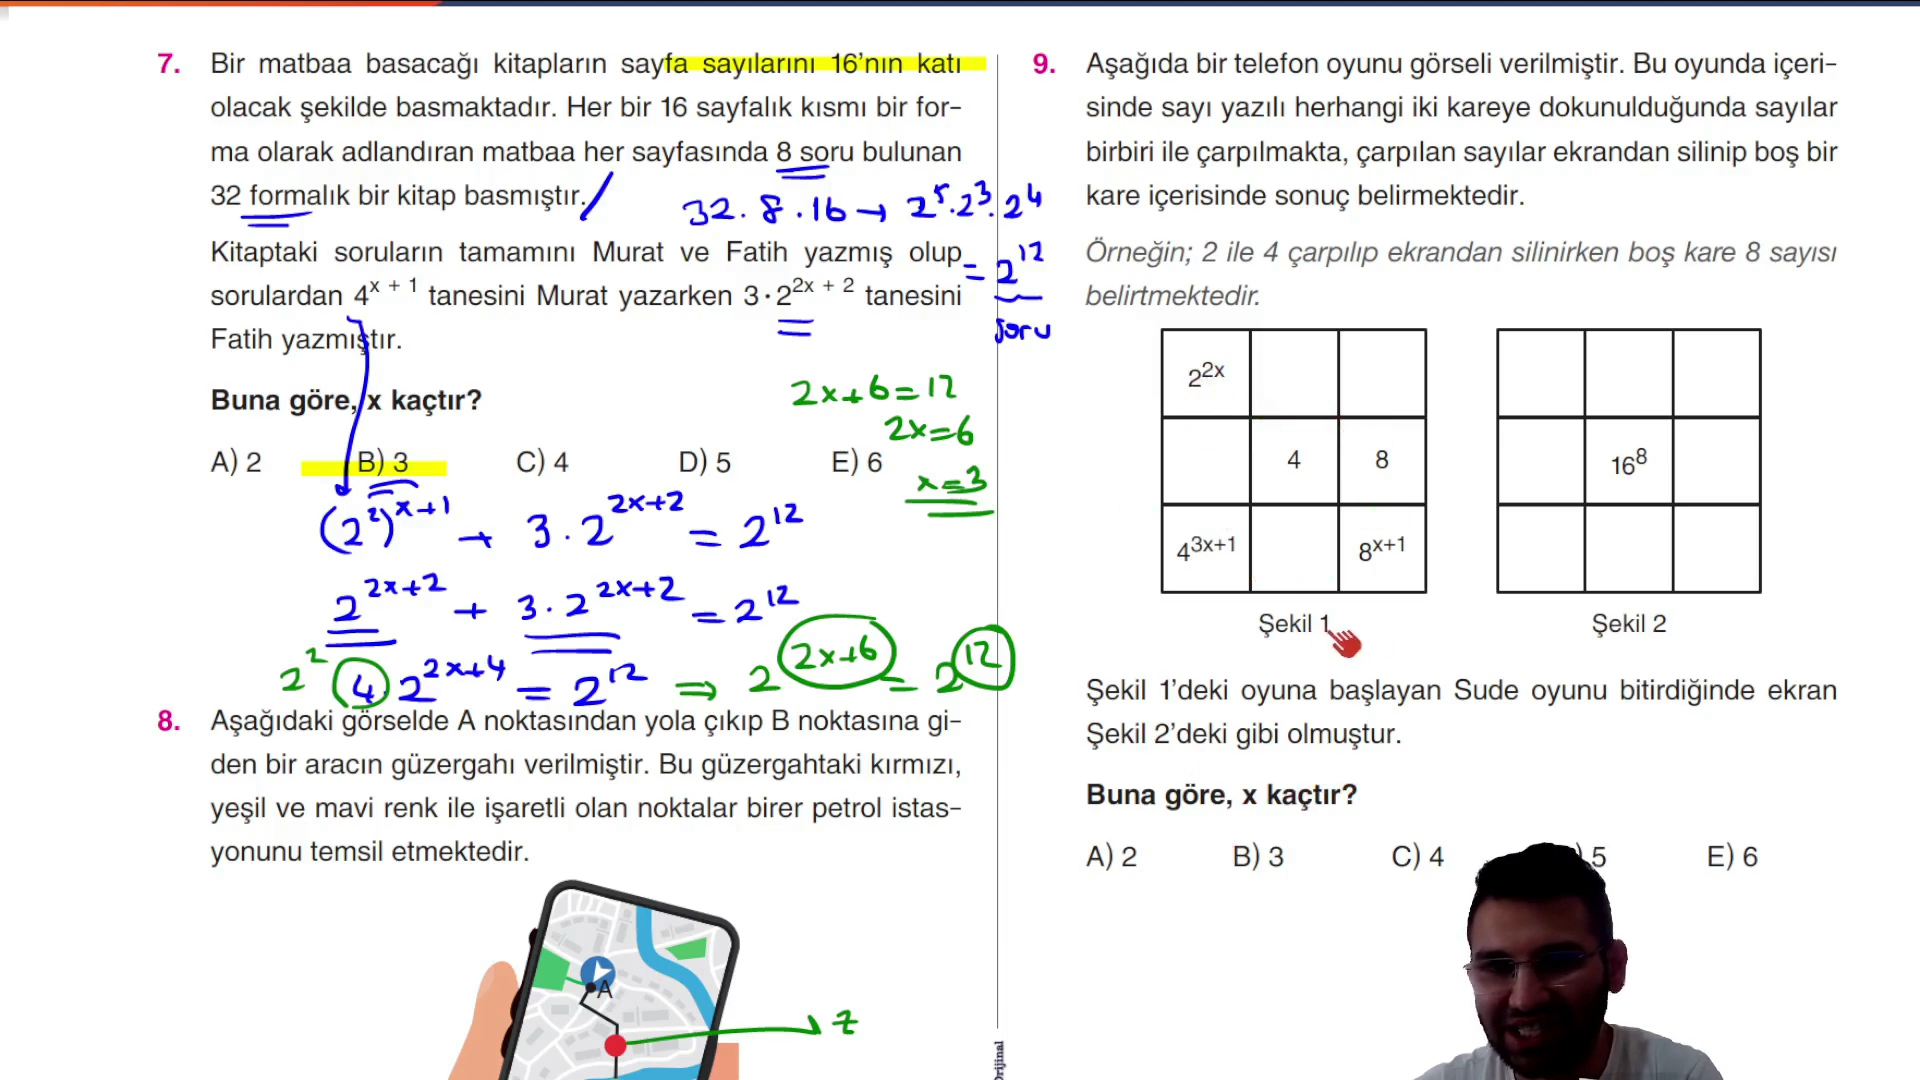 7. Bir matbaa basacağı kitapların sayfa sayılarını 16’nın katı
olacak şekilde basmaktadır. Her bir 16 sayfalık kısmı bir for-
ma olarak adlandıran matbaa her sayfasında 8 soru bulunan
32 formalık bir kitap basmıştır.
32 . 8 . 16 → 2^5 . 2^3 . 2^4
Kitaptaki soruların tamamını Murat ve Fatih yazmış olup
= 2^12
soru
sorulardan 4^(x + 1) tanesini Murat yazarken 3 · 2^(2x + 2) tanesini
Fatih yazmıştır.
Buna göre, x kaçtır?
2x+6=12
2x=6
x=3
A) 2 B) 3 C) 4 D) 5 E) 6
(2^2)^(x+1) + 3 . 2^(2x+2) = 2^12
2^(2x+2) + 3 . 2^(2x+2) = 2^12
2^2 4 . 2^(2x+4) = 2^12 ⇒ 2^(2x+6) = 2^12
8. Aşağıdaki görselde A noktasından yola çıkıp B noktasına gi-
den bir aracın güzergahı verilmiştir. Bu güzergahtaki kırmızı,
yeşil ve mavi renk ile işaretli olan noktalar birer petrol istas-
yonunu temsil etmektedir.
A
z
Orijinal
9. Aşağıda bir telefon oyunu görseli verilmiştir. Bu oyunda içeri-
sinde sayı yazılı herhangi iki kareye dokunulduğunda sayılar
birbiri ile çarpılmakta, çarpılan sayılar ekrandan silinip boş bir
kare içerisinde sonuç belirmektedir.
Örneğin; 2 ile 4 çarpılıp ekrandan silinirken boş kare 8 sayısı
belirtmektedir.
2^(2x)
4 8
4^(3x+1) 8^(x+1)
Şekil 1
16^8
Şekil 2
Şekil 1’deki oyuna başlayan Sude oyunu bitirdiğinde ekran
Şekil 2’deki gibi olmuştur.
Buna göre, x kaçtır?
A) 2 B) 3 C) 4 ) 5 E) 6